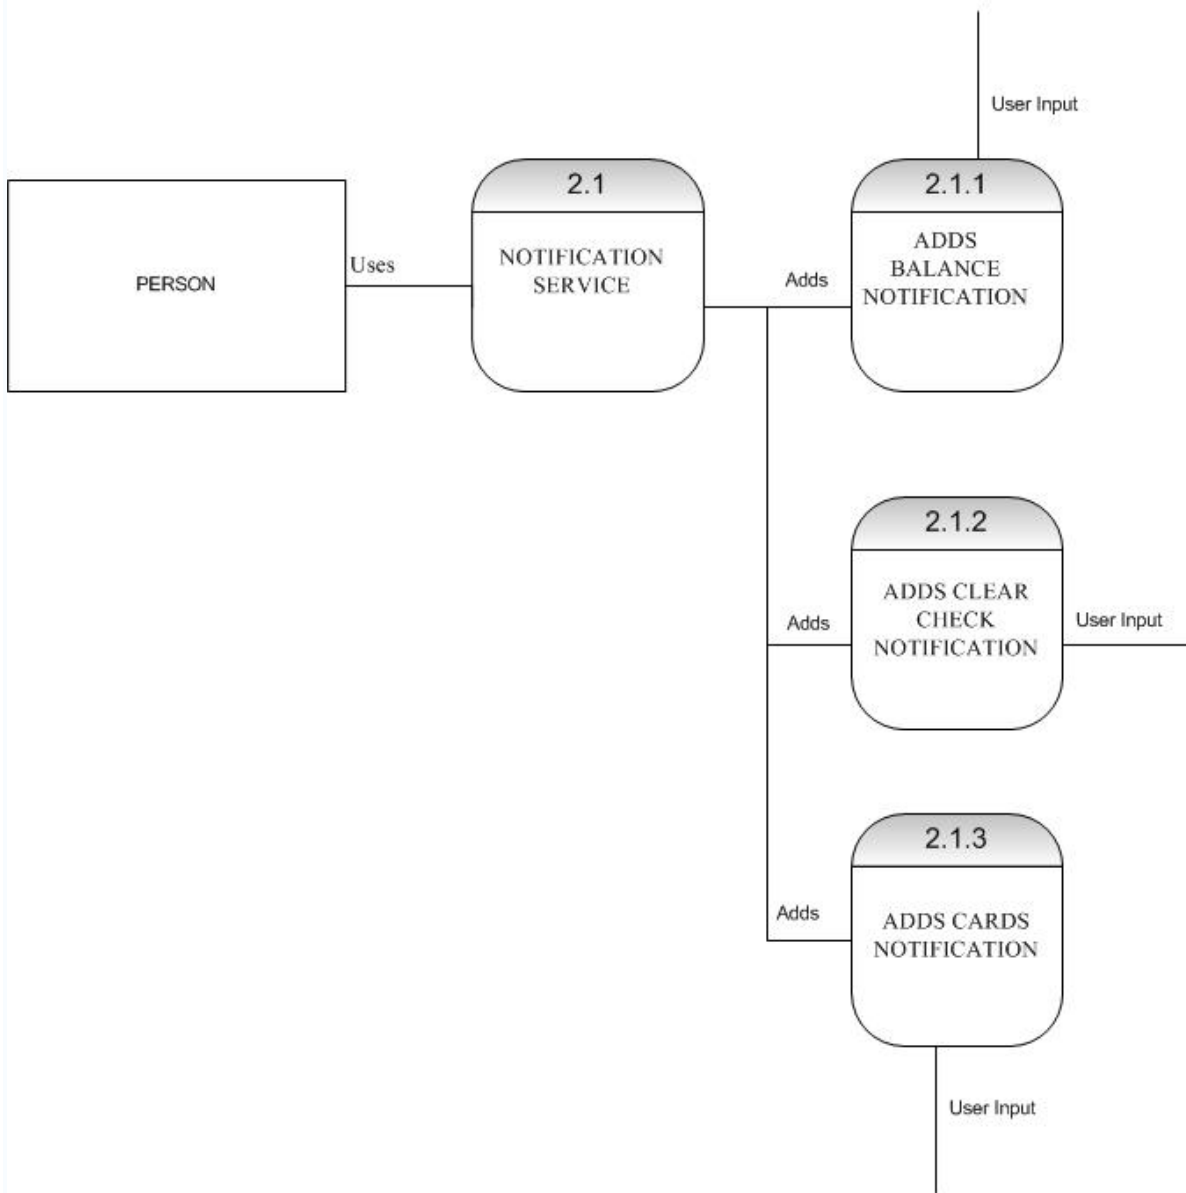 User Input
2.1
2.1.1
PERSON
Uses
NOTIFICATION
SERVICE
Adds
ADDS
BALANCE
NOTIFICATION
2.1.2
Adds
ADDS CLEAR
CHECK
NOTIFICATION
User Input
2.1.3
Adds
ADDS CARDS
NOTIFICATION
User Input